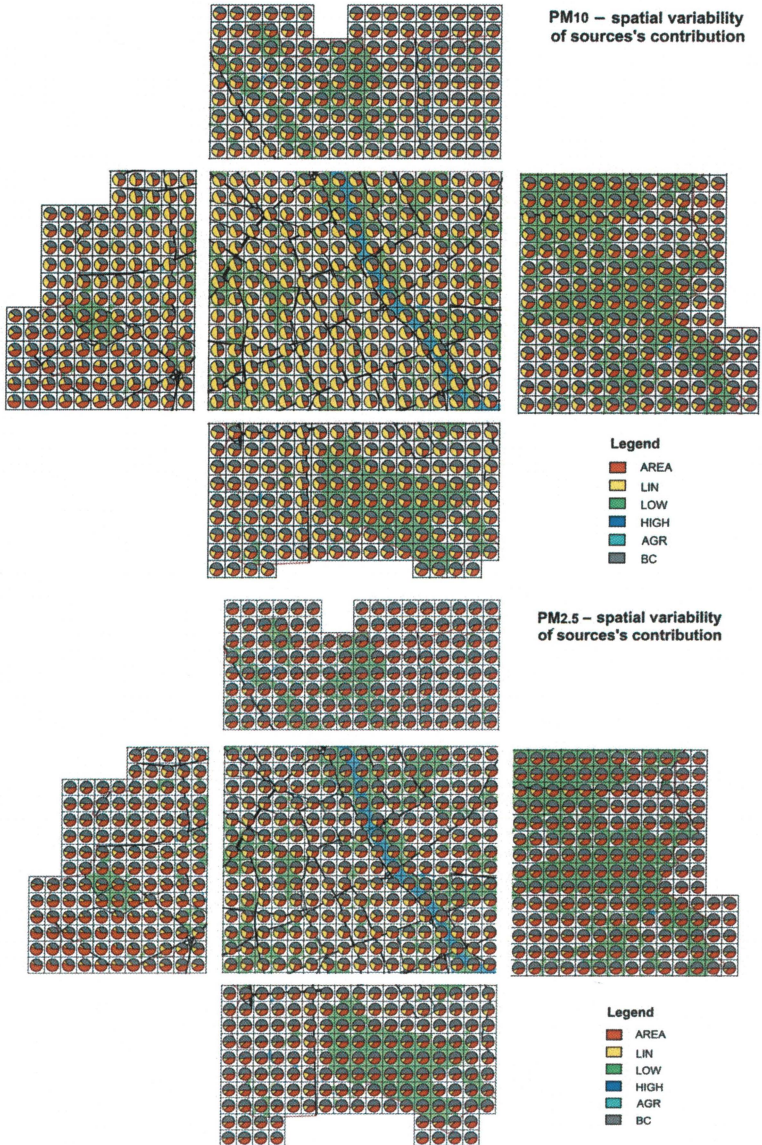 PM10 – spatial variability
of sources's contribution
Legend
AREA
LIN
LOW
HIGH
AGR
BC
PM2.5 – spatial variability
of sources's contribution
Legend
AREA
LIN
LOW
HIGH
AGR
BC